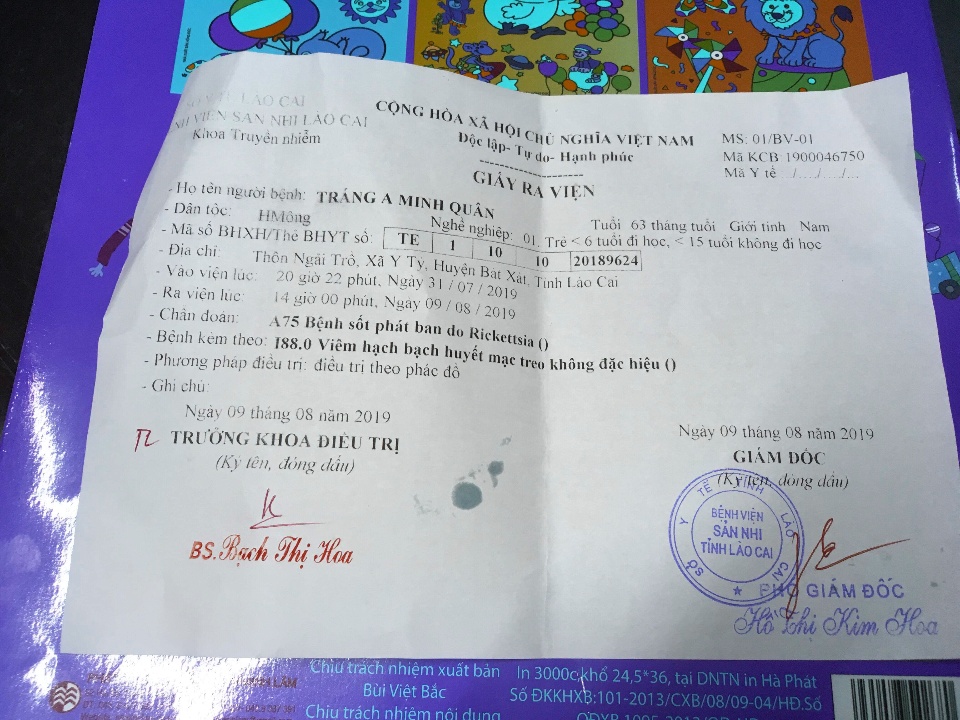 LÀO CAI
VIỆN SẢN NHI LÀO CAI
Khoa Truyền nhiễm
CỘNG HÒA XÃ HỘI CHỦ NGHĨA VIỆT NAM
Độc lập- Tự do- Hạnh phúc
MS: 01/BV-01
Mã KCB 1900046750
Mã Y tế ..../..../..../....
GIẤY RA VIỆN
- Họ tên người bệnh: TRÁNG A MINH QUÂN
Tuổi 63 tháng tuổi Giới tính Nam
- Dân tộc: HMông
Nghề nghiệp: 01. Trẻ < 6 tuổi đi học, < 15 tuổi không đi học
- Mã số BHXH/Thẻ BHYT số: TE 1 10 10 20189624
- Địa chỉ: Thôn Ngải Trồ, Xã Y Tý, Huyện Bát Xát, Tỉnh Lào Cai
- Vào viện lúc: 20 giờ 22 phút, Ngày 31 / 07 / 2019
- Ra viện lúc: 14 giờ 00 phút, Ngày 09 / 08 / 2019
- Chẩn đoán: A75 Bệnh sốt phát ban do Rickettsia ()
- Bệnh kèm theo: I88.0 Viêm hạch bạch huyết mạc treo không đặc hiệu ()
- Phương pháp điều trị: điều trị theo phác đồ
- Ghi chú:
Ngày 09 tháng 08 năm 2019
TL TRƯỞNG KHOA ĐIỀU TRỊ
(Ký tên, đóng dấu)
BS. Bạch Thị Hoa
Ngày 09 tháng 08 năm 2019
GIÁM ĐỐC
(Ký tên, đóng dấu)
SỞ Y TẾ TỈNH LÀO CAI
BỆNH VIỆN
SẢN NHI
TỈNH LÀO CAI
PHÓ GIÁM ĐỐC
Hồ Thị Kim Hoa
Chịu trách nhiệm xuất bản
Bùi Việt Bắc
Chịu trách nhiệm nội dung
In 3000c,khổ 24,5*36, tại DNTN in Hà Phát
Số ĐKKHXB:101-2013/CXB/08/09-04/HĐ.Số